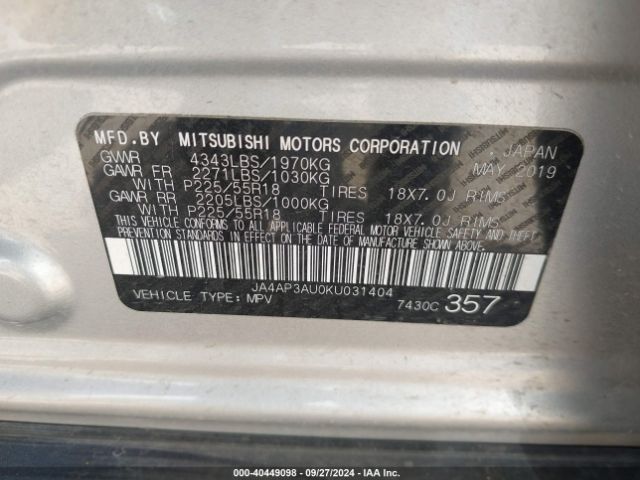 MFD.BY MITSUBISHI MOTORS CORPORATION JAPAN
GVWR 4343LBS/1970KG MAY 2019
GAWR FR 2271LBS/1030KG
WITH P225/55R18 TIRES 18X7.0J RIMS
GAWR RR 2205LBS/1000KG
WITH P225/55R18 TIRES 18X7.0J RIMS
THIS VEHICLE CONFORMS TO ALL APPLICABLE FEDERAL MOTOR VEHICLE SAFETY AND THEFT
PREVENTION STANDARDS IN EFFECT ON THE DATE OF MANUFACTURE SHOWN ABOVE.
JA4AP3AU0KU031404
VEHICLE TYPE: MPV 7430C 357
000-40449098 - 09/27/2024 - IAA Inc.